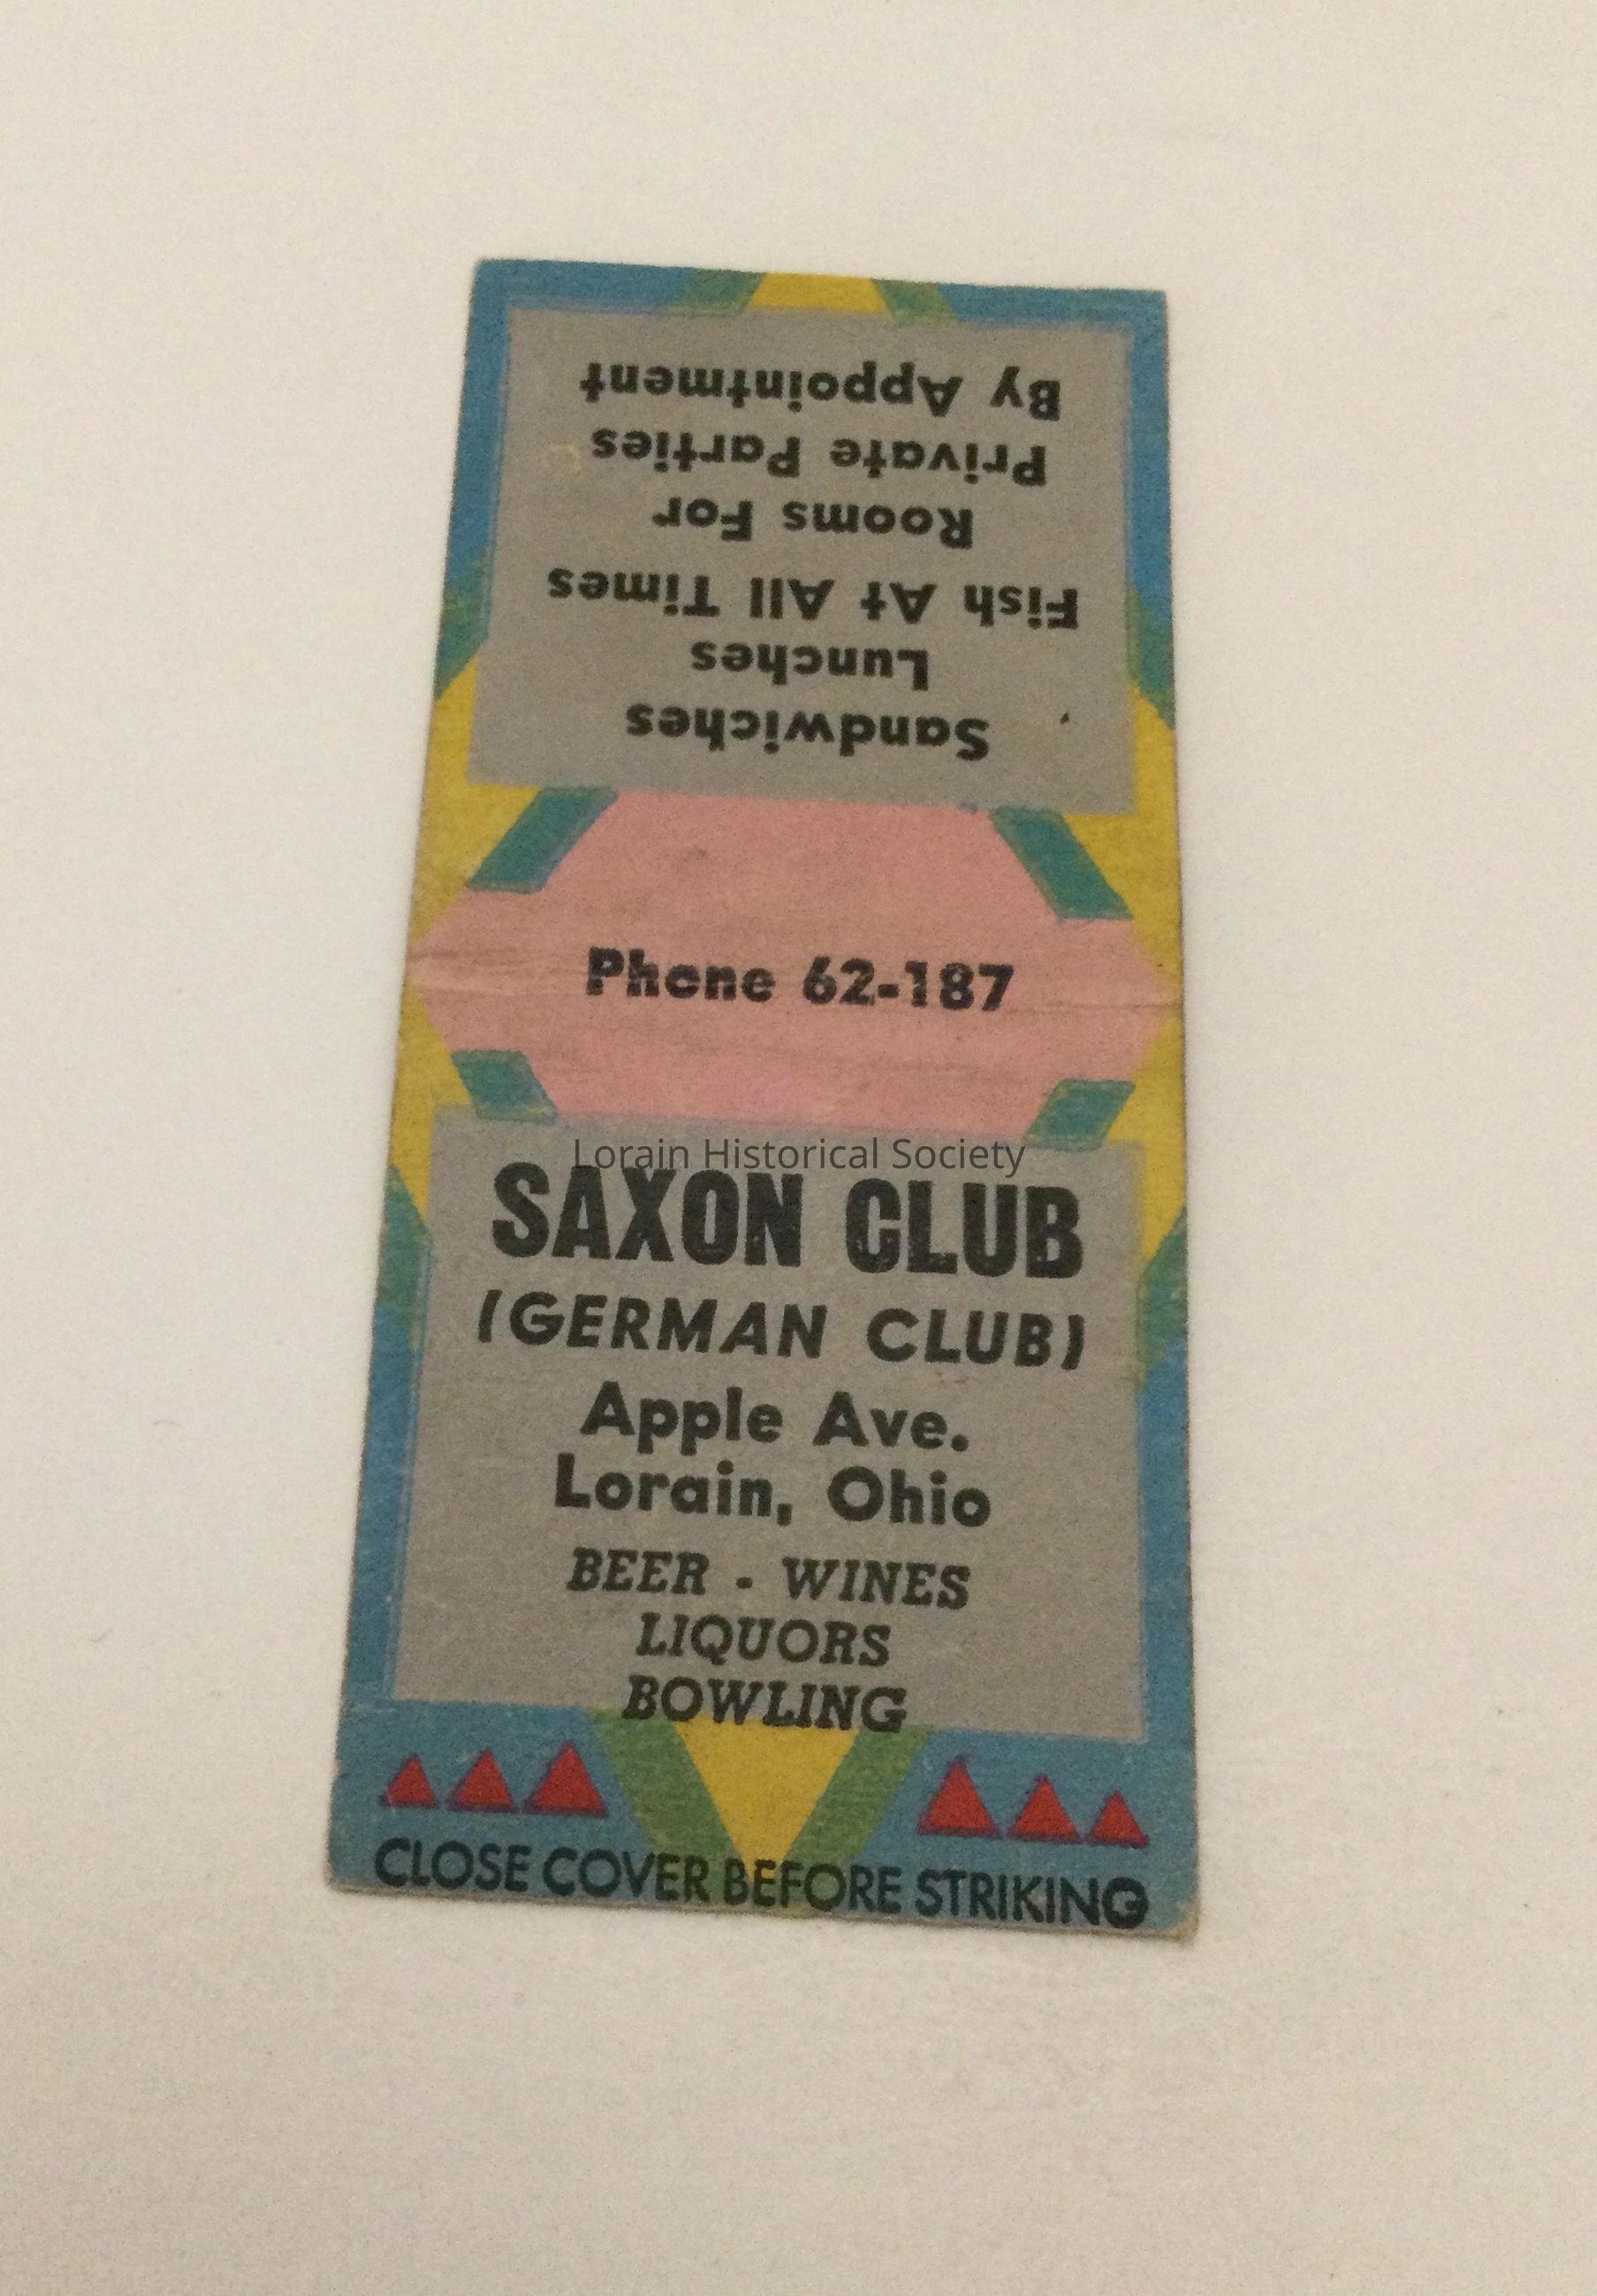 Sandwiches
Lunches
Fish At All Times
Rooms For
Private Parties
By Appointment
Phone 62-187
Lorain Historical Society
SAXON CLUB
(GERMAN CLUB)
Apple Ave.
Lorain, Ohio
BEER - WINES
LIQUORS
BOWLING
CLOSE COVER BEFORE STRIKING